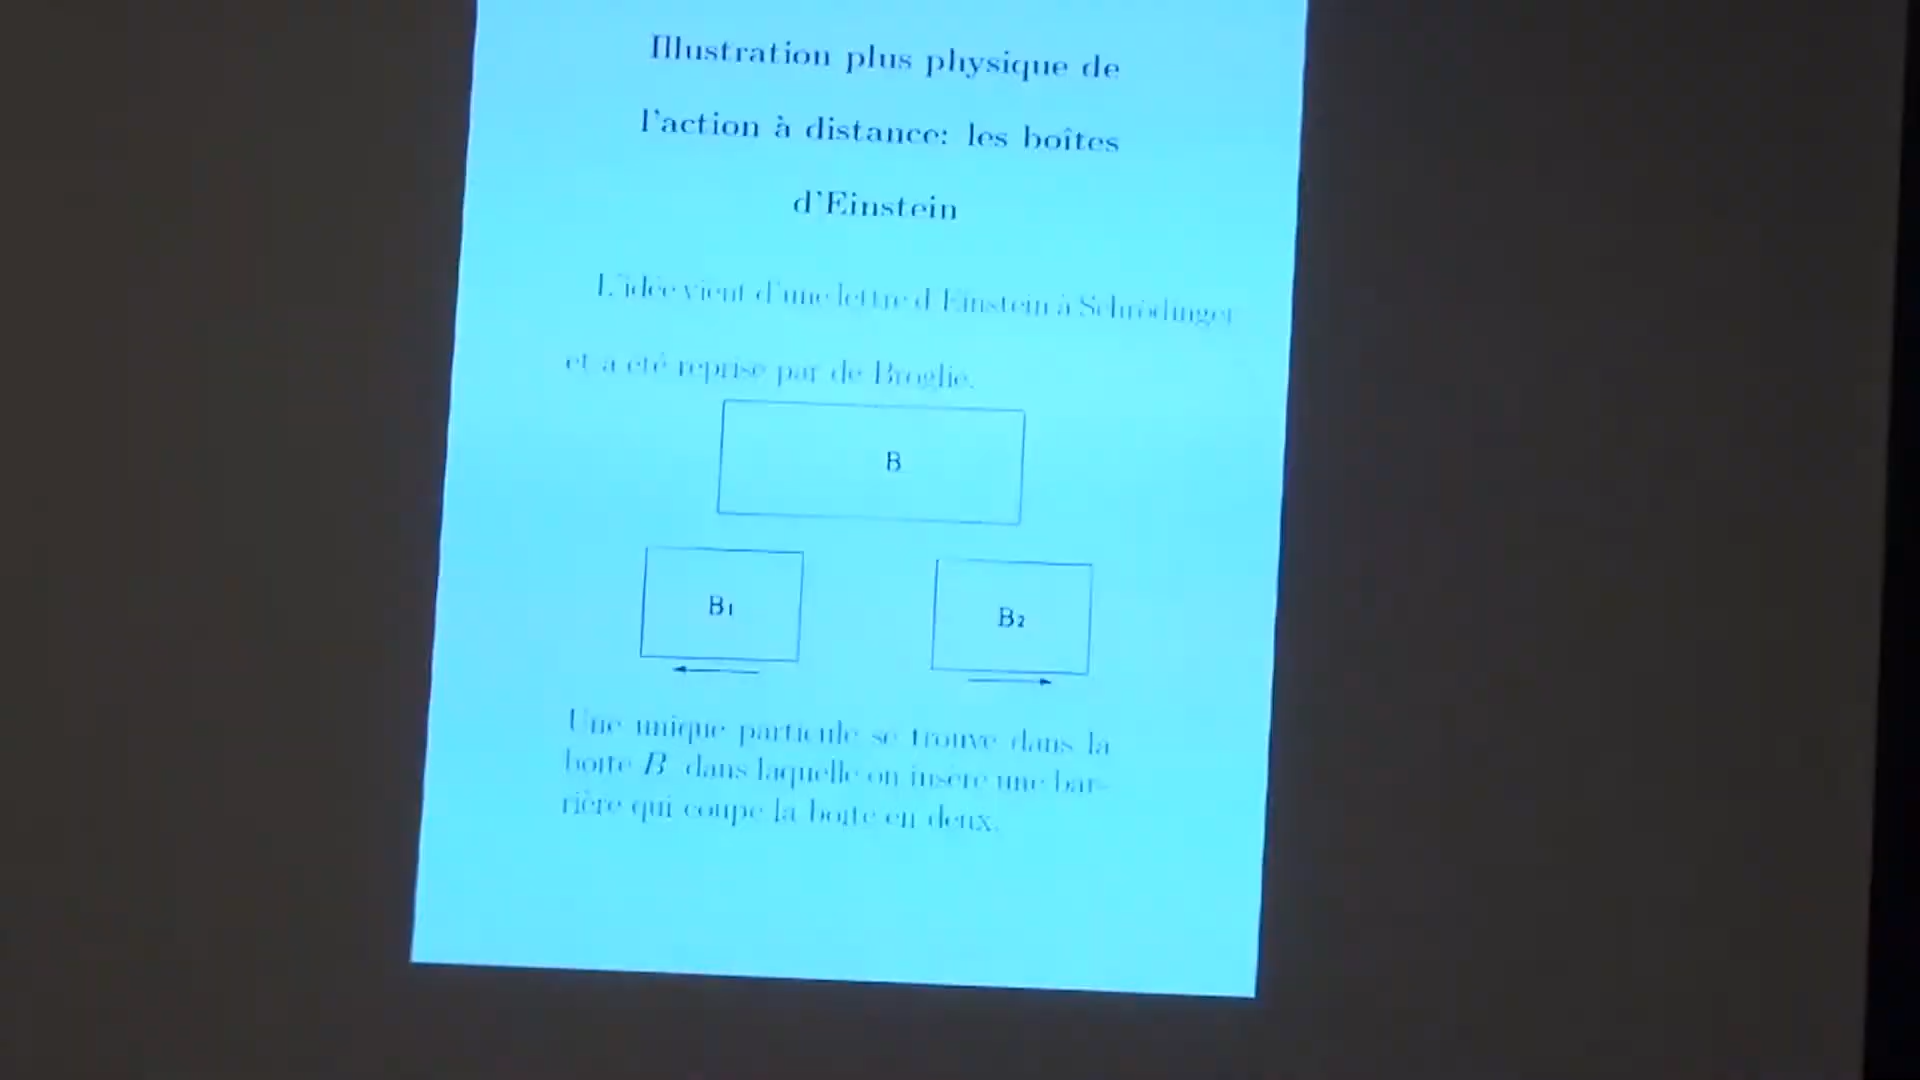 Illustration plus physique de
l'action à distance: les boîtes
d'Einstein
L'idée vient d'une lettre d'Einstein à Schrödinger
et a été reprise par de Broglie.
B
B1
B2
Une unique particule se trouve dans la
boite B dans laquelle on insère une bar-
rière qui coupe la boite en deux.